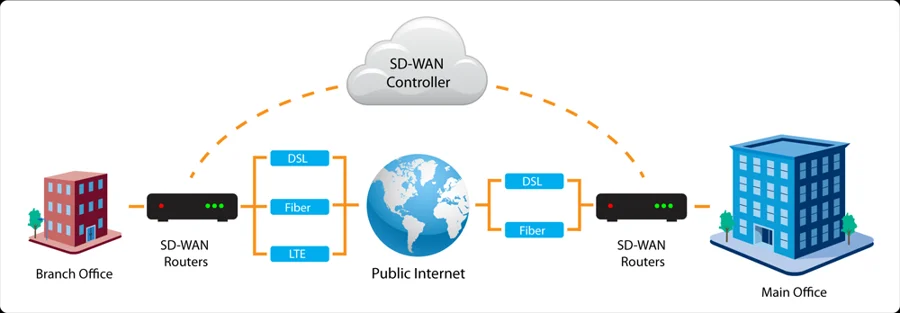 SD-WAN
Controller
DSL
Fiber
LTE
DSL
Fiber
SD-WAN
Routers
Public Internet
SD-WAN
Routers
Branch Office
Main Office